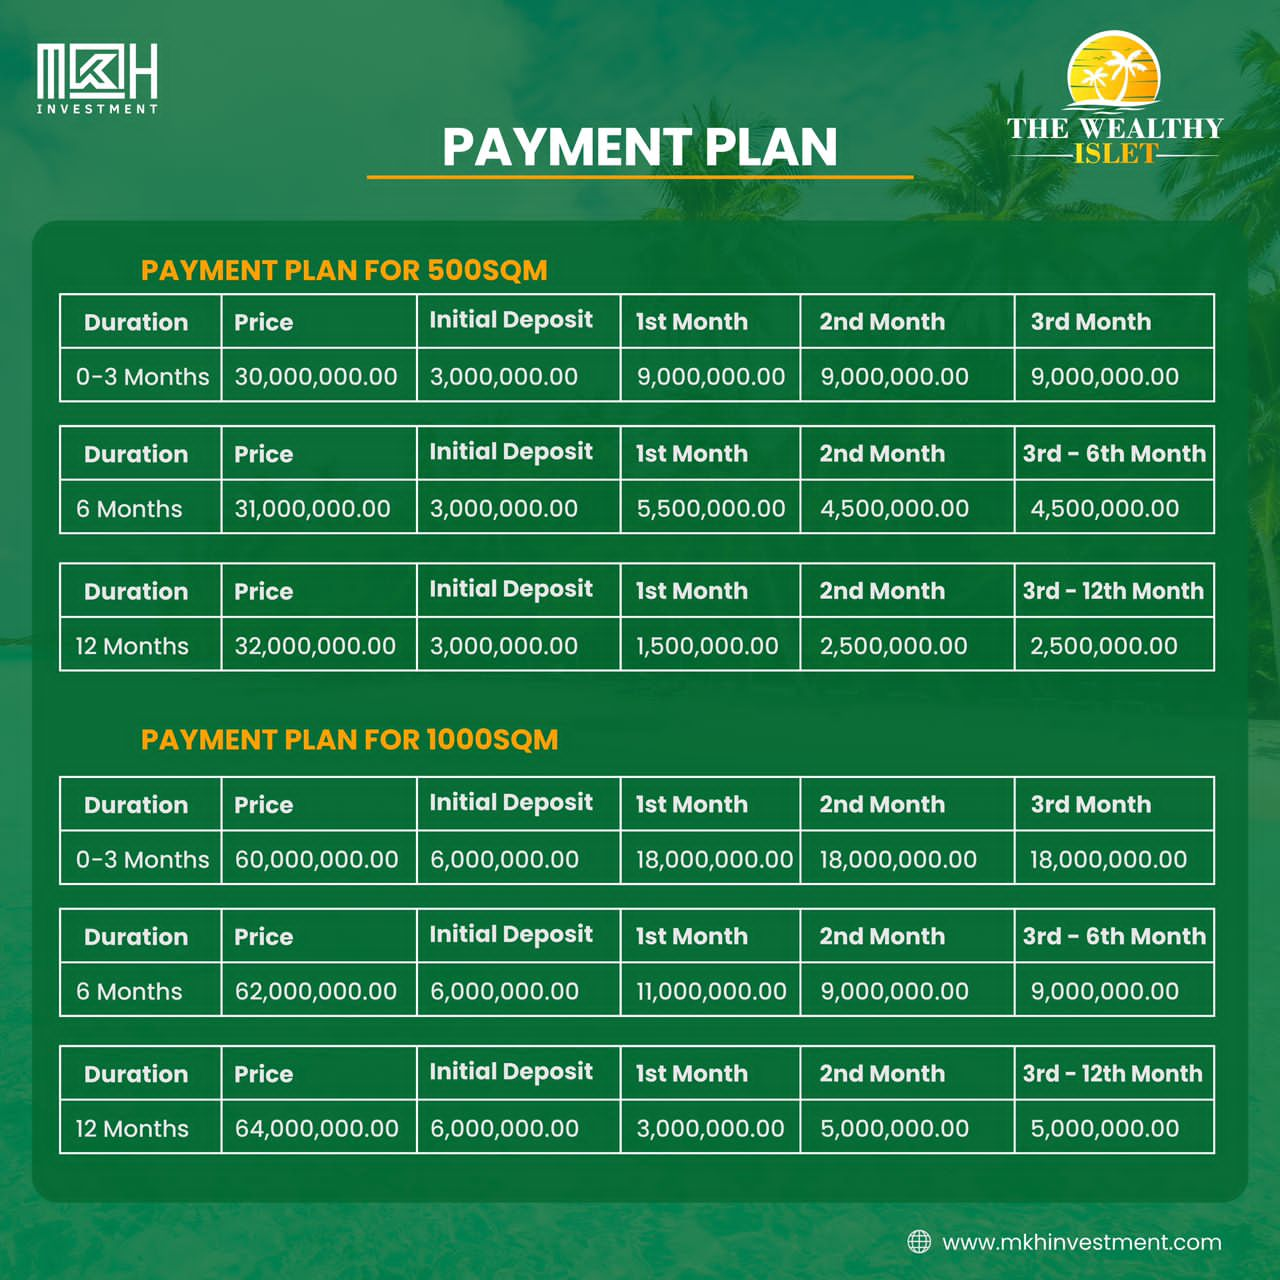 MKH
INVESTMENT
THE WEALTHY
ISLET
PAYMENT PLAN
PAYMENT PLAN FOR 500SQM
Duration Price Initial Deposit 1st Month 2nd Month 3rd Month
0-3 Months 30,000,000.00 3,000,000.00 9,000,000.00 9,000,000.00 9,000,000.00
Duration Price Initial Deposit 1st Month 2nd Month 3rd - 6th Month
6 Months 31,000,000.00 3,000,000.00 5,500,000.00 4,500,000.00 4,500,000.00
Duration Price Initial Deposit 1st Month 2nd Month 3rd - 12th Month
12 Months 32,000,000.00 3,000,000.00 1,500,000.00 2,500,000.00 2,500,000.00
PAYMENT PLAN FOR 1000SQM
Duration Price Initial Deposit 1st Month 2nd Month 3rd Month
0-3 Months 60,000,000.00 6,000,000.00 18,000,000.00 18,000,000.00 18,000,000.00
Duration Price Initial Deposit 1st Month 2nd Month 3rd - 6th Month
6 Months 62,000,000.00 6,000,000.00 11,000,000.00 9,000,000.00 9,000,000.00
Duration Price Initial Deposit 1st Month 2nd Month 3rd - 12th Month
12 Months 64,000,000.00 6,000,000.00 3,000,000.00 5,000,000.00 5,000,000.00
www.mkhinvestment.com